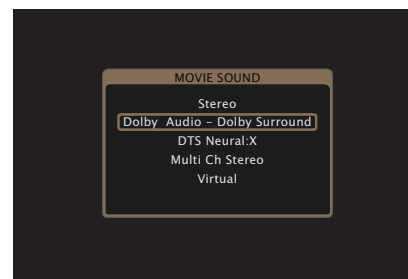 MOVIE SOUND
Stereo
Dolby Audio – Dolby Surround
DTS Neural:X
Multi Ch Stereo
Virtual